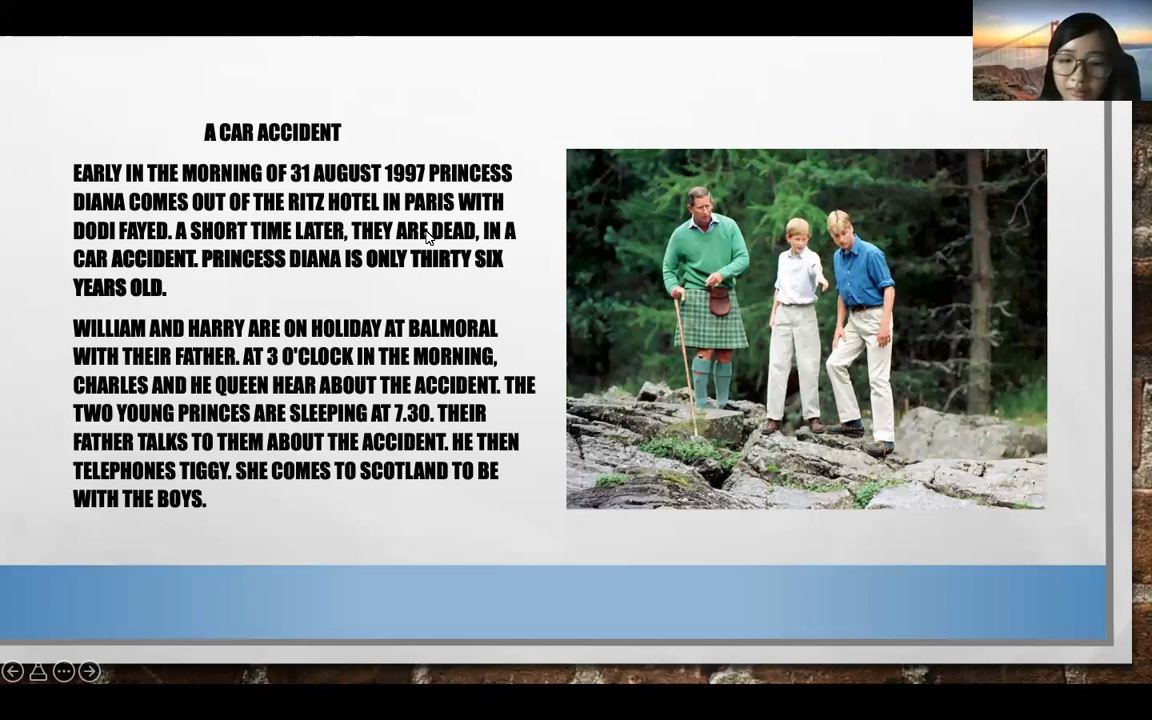 A CAR ACCIDENT
EARLY IN THE MORNING OF 31 AUGUST 1997 PRINCESS
DIANA COMES OUT OF THE RITZ HOTEL IN PARIS WITH
DODI FAYED. A SHORT TIME LATER, THEY ARE DEAD, IN A
CAR ACCIDENT. PRINCESS DIANA IS ONLY THIRTY SIX
YEARS OLD.
WILLIAM AND HARRY ARE ON HOLIDAY AT BALMORAL
WITH THEIR FATHER. AT 3 O'CLOCK IN THE MORNING,
CHARLES AND HE QUEEN HEAR ABOUT THE ACCIDENT. THE
TWO YOUNG PRINCES ARE SLEEPING AT 7.30. THEIR
FATHER TALKS TO THEM ABOUT THE ACCIDENT. HE THEN
TELEPHONES TIGGY. SHE COMES TO SCOTLAND TO BE
WITH THE BOYS.